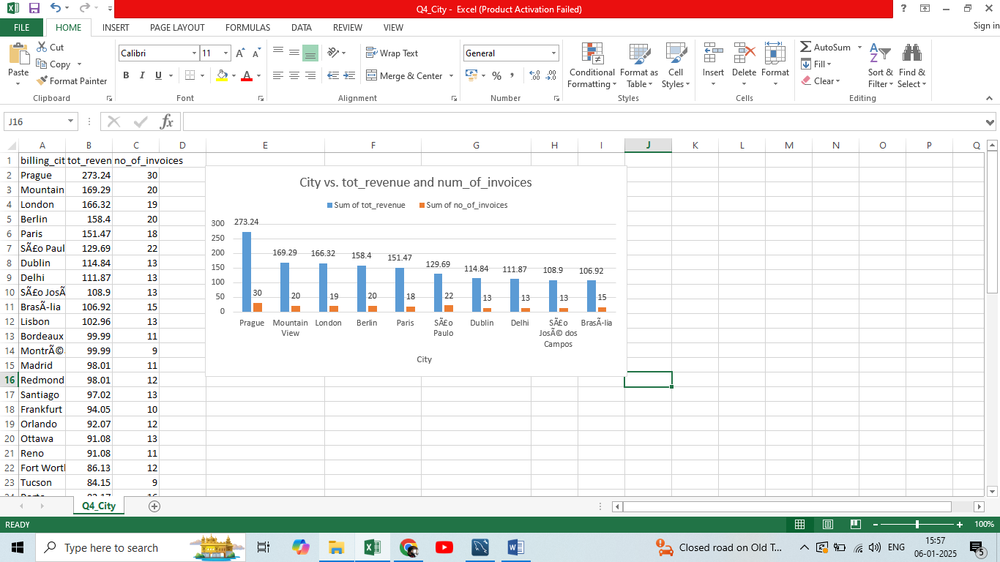 Q4_City - Excel (Product Activation Failed)
FILE HOME INSERT PAGE LAYOUT FORMULAS DATA REVIEW VIEW Sign in
Paste Cut Copy Format Painter
Clipboard
Calibri 11
B I U
Font
Wrap Text
Merge & Center
Alignment
General
Number
Conditional Formatting
Format as Table
Cell Styles
Styles
Insert Delete Format
Cells
AutoSum
Fill
Clear
Sort & Filter
Find & Select
Editing
J16 fx
A B C D E F G H I J K L M N O P Q
1 billing_cit tot_reven no_of_invoices
2 Prague 273.24 30
3 Mountain 169.29 20
4 London 166.32 19
5 Berlin 158.4 20
6 Paris 151.47 18
7 SÃ£o Paul 129.69 22
8 Dublin 114.84 13
9 Delhi 111.87 13
10 SÃ£o JosÃ 108.9 13
11 BrasÃ-lia 106.92 15
12 Lisbon 102.96 13
13 Bordeaux 99.99 11
14 MontrÃ© 99.99 9
15 Madrid 98.01 11
16 Redmond 98.01 12
17 Santiago 97.02 13
18 Frankfurt 94.05 10
19 Orlando 92.07 12
20 Ottawa 91.08 13
21 Reno 91.08 11
22 Fort Wort 86.13 12
23 Tucson 84.15 9
City vs. tot_revenue and num_of_invoices
Sum of tot_revenue Sum of no_of_invoices
300
250
200
150
100
50
0
273.24 169.29 166.32 158.4 151.47 129.69 114.84 111.87 108.9 106.92
30 20 19 20 18 22 13 13 13 15
Prague Mountain View London Berlin Paris SÃ£o Paulo Dublin Delhi SÃ£o JosÃ© dos Campos BrasÃ-lia
City
Q4_City
READY 100%
Type here to search
Closed road on Old T...
ENG
15:57
06-01-2025
5